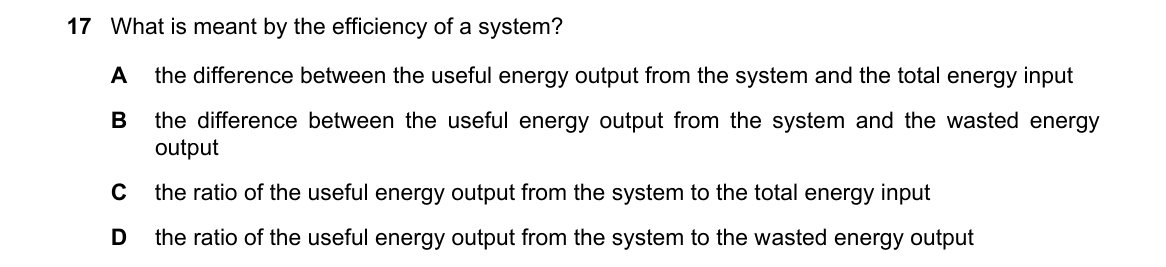 17 What is meant by the efficiency of a system?
A the difference between the useful energy output from the system and the total energy input
B the difference between the useful energy output from the system and the wasted energy
output
C the ratio of the useful energy output from the system to the total energy input
D the ratio of the useful energy output from the system to the wasted energy output